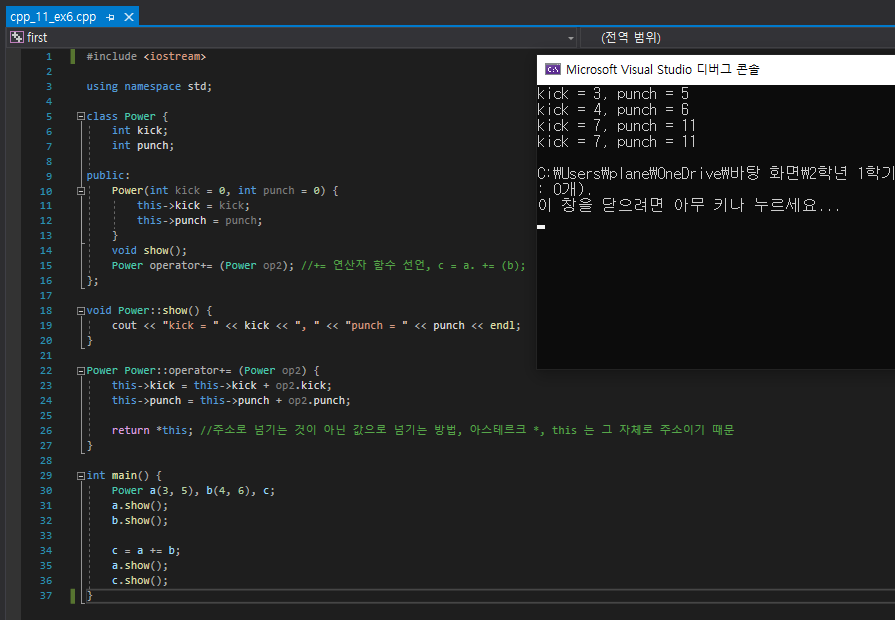 cpp_11_ex6.cpp
first
(전역 범위)
1 #include <iostream>
2
3 using namespace std;
4
5 class Power {
6 int kick;
7 int punch;
8
9 public:
10 Power(int kick = 0, int punch = 0) {
11 this->kick = kick;
12 this->punch = punch;
13 }
14 void show();
15 Power operator+= (Power op2); //+= 연산자 함수 선언, c = a. += (b);
16 };
17
18 void Power::show() {
19 cout << "kick = " << kick << ", " << "punch = " << punch << endl;
20 }
21
22 Power Power::operator+= (Power op2) {
23 this->kick = this->kick + op2.kick;
24 this->punch = this->punch + op2.punch;
25
26 return *this; //주소로 넘기는 것이 아닌 값으로 넘기는 방법, 아스테르크 *, this 는 그 자체로 주소이기 때문
27 }
28
29 int main() {
30 Power a(3, 5), b(4, 6), c;
31 a.show();
32 b.show();
33
34 c = a += b;
35 a.show();
36 c.show();
37 }
Microsoft Visual Studio 디버그 콘솔
kick = 3, punch = 5
kick = 4, punch = 6
kick = 7, punch = 11
kick = 7, punch = 11
C:₩Users₩plane₩OneDrive₩바탕 화면₩2학년 1학기
: 0개).
이 창을 닫으려면 아무 키나 누르세요...